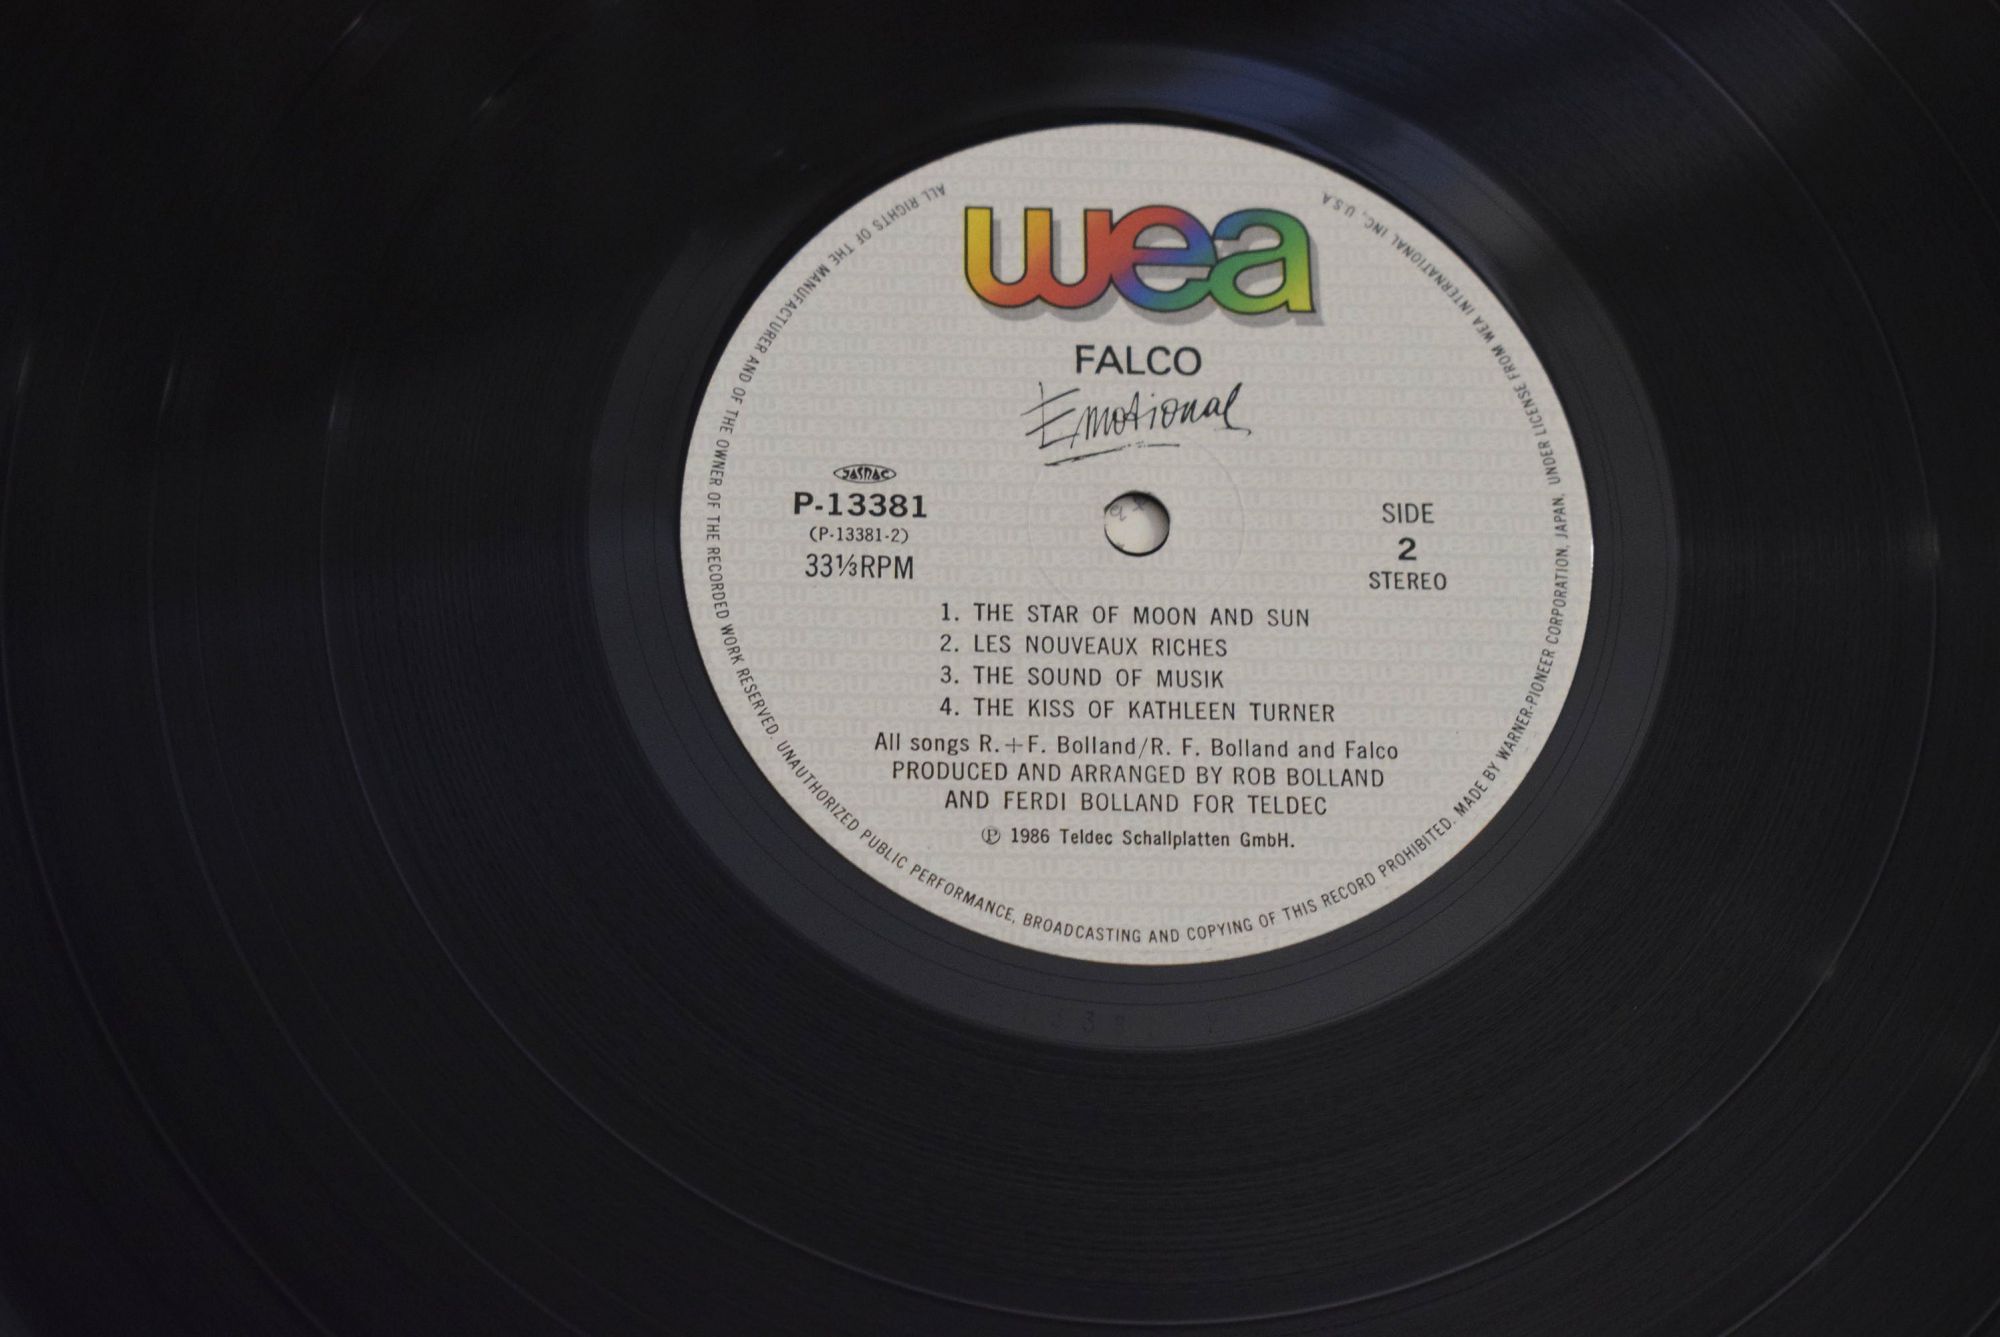 wea
FALCO
Emotional
JASRAC
P-13381
(P-13381-2)
33⅓RPM
SIDE
2
STEREO
1. THE STAR OF MOON AND SUN
2. LES NOUVEAUX RICHES
3. THE SOUND OF MUSIK
4. THE KISS OF KATHLEEN TURNER
All songs R.+F. Bolland/R. F. Bolland and Falco
PRODUCED AND ARRANGED BY ROB BOLLAND
AND FERDI BOLLAND FOR TELDEC
Ⓟ 1986 Teldec Schallplatten GmbH.
ALL RIGHTS OF THE MANUFACTURER AND OF THE OWNER OF THE RECORDED WORK RESERVED. UNAUTHORIZED PUBLIC PERFORMANCE, BROADCASTING AND COPYING OF THIS RECORD PROHIBITED. MADE BY WARNER-PIONEER CORPORATION, JAPAN, UNDER LICENSE FROM WEA INTERNATIONAL INC., U.S.A